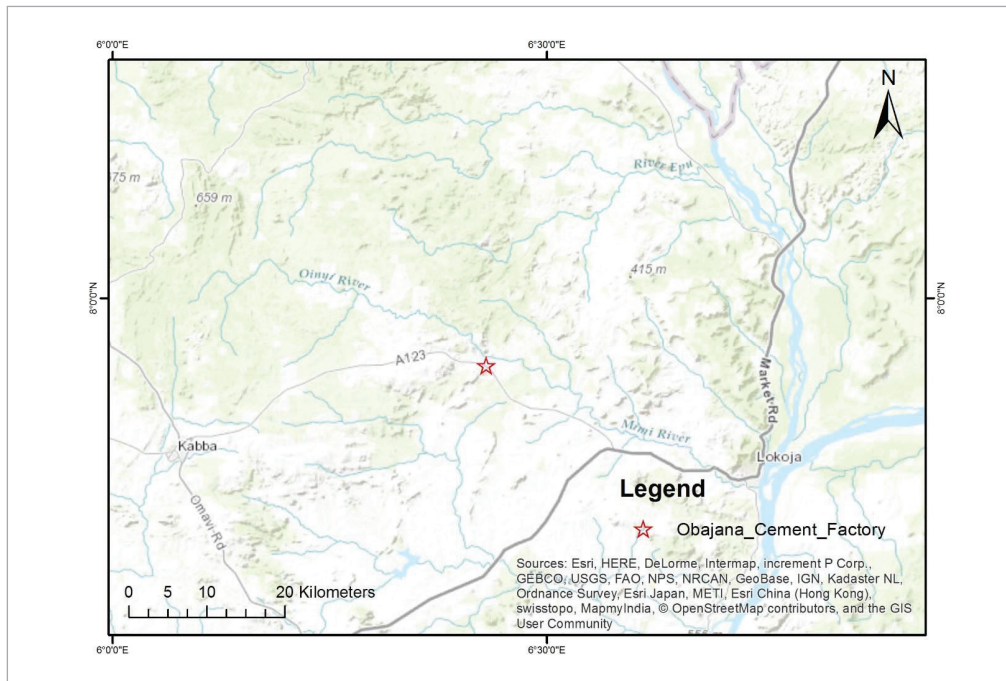 6°0'0"E
6°30'0"E
N
River Epu
675 m
659 m
415 m
Oinyi River
8°0'0"N
8°0'0"N
A123
Market Rd
Mimi River
Kabba
Lokoja
Omavi Rd
Legend
Obajana_Cement_Factory
Sources: Esri, HERE, DeLorme, Intermap, increment P Corp.,
GEBCO, USGS, FAO, NPS, NRCAN, GeoBase, IGN, Kadaster NL,
Ordnance Survey, Esri Japan, METI, Esri China (Hong Kong),
swisstopo, MapmyIndia, © OpenStreetMap contributors, and the GIS
User Community
0 5 10 20 Kilometers
6°0'0"E
6°30'0"E